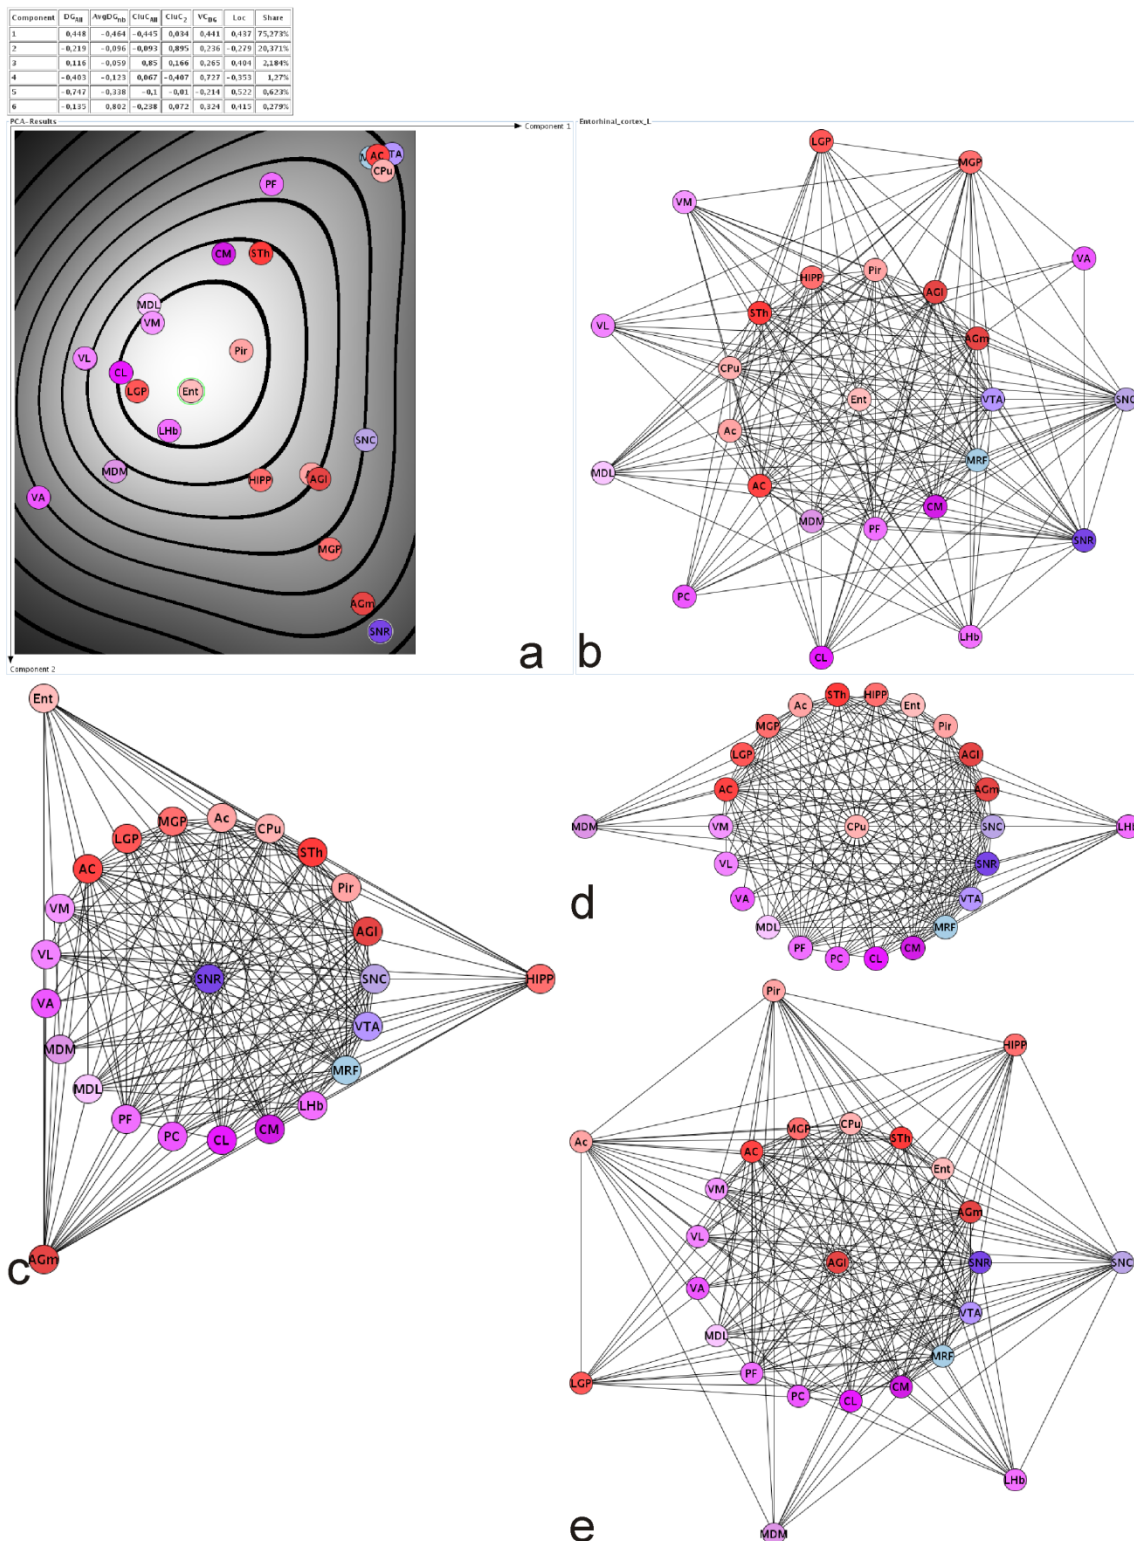 Component DG_All AvgDG_nb CluC_All CluC_2 VC_DG Loc Share
1 0,448 −0,464 −0,445 0,034 0,441 0,437 75,273%
2 −0,219 −0,096 −0,093 0,895 0,236 −0,279 20,371%
3 0,116 −0,059 0,85 0,166 0,265 0,404 2,184%
4 −0,403 −0,123 0,067 −0,407 0,727 −0,353 1,27%
5 −0,747 −0,338 −0,1 −0,01 −0,214 0,522 0,623%
6 −0,135 0,802 −0,238 0,072 0,324 0,415 0,279%
PCA- Results
Component 1
AC
TA
CPu
PF
CM
STh
MDL
VM
Pir
VL
CL
LGP
Ent
LHb
SNC
MDM
HIPP
AGl
VA
MGP
AGm
SNR
Component 2
a
Entorhinal_cortex_L
LGP
MGP
VM
VA
Pir
HIPP
AGl
STh
VL
AGm
CPu
Ent
VTA
SNC
Ac
MRF
MDL
AC
CM
MDM
PF
SNR
PC
LHb
CL
b
Ent
MGP
Ac
CPu
LGP
STh
AC
Pir
VM
AGl
VL
SNR
SNC
HIPP
VA
VTA
MDM
MRF
MDL
LHb
PF
PC
CL
CM
AGm
c
STh
HIPP
Ac
Ent
MGP
Pir
LGP
AGl
AC
AGm
MDM
VM
CPu
SNC
LH
VL
SNR
VA
VTA
MDL
MRF
PF
PC
CL
CM
d
Pir
HIPP
Ac
MGP
CPu
STh
AC
Ent
VM
AGm
VL
AGl
SNR
SNC
VA
VTA
MDL
MRF
PF
LGP
PC
CL
CM
LHb
MDM
e